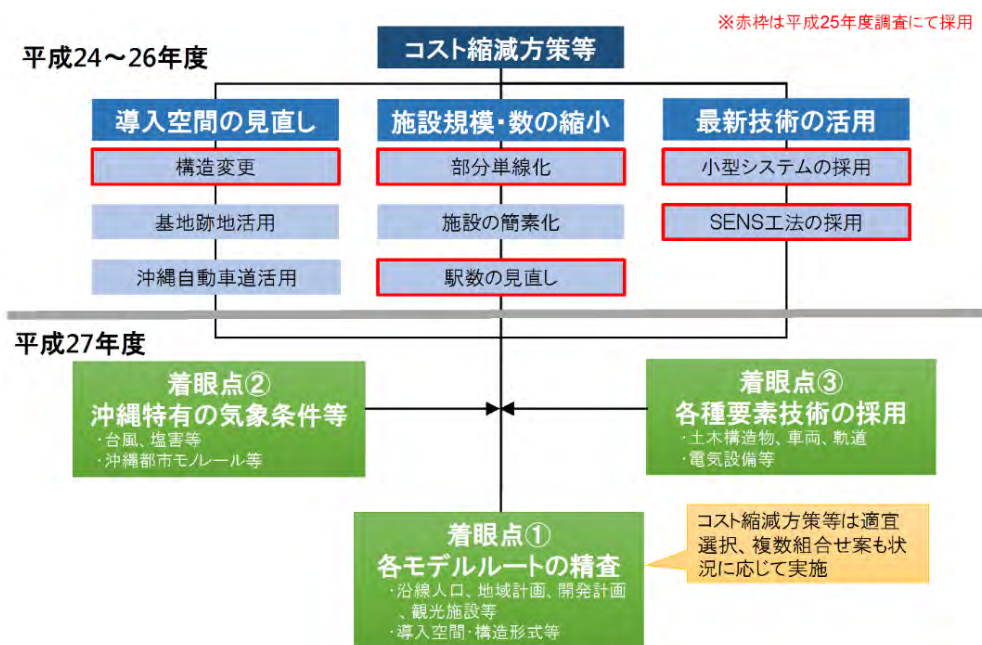 ※赤枠は平成25年度調査にて採用
平成24～26年度
コスト縮減方策等
導入空間の見直し
施設規模・数の縮小
最新技術の活用
構造変更
部分単線化
小型システムの採用
基地跡地活用
施設の簡素化
SENS工法の採用
沖縄自動車道活用
駅数の見直し
平成27年度
着眼点②
沖縄特有の気象条件等
・台風、塩害等
・沖縄都市モノレール等
着眼点③
各種要素技術の採用
・土木構造物、車両、軌道
・電気設備等
着眼点①
各モデルルートの精査
・沿線人口、地域計画、開発計画
、観光施設等
・導入空間・構造形式等
コスト縮減方策等は適宜
選択、複数組合せ案も状
況に応じて実施